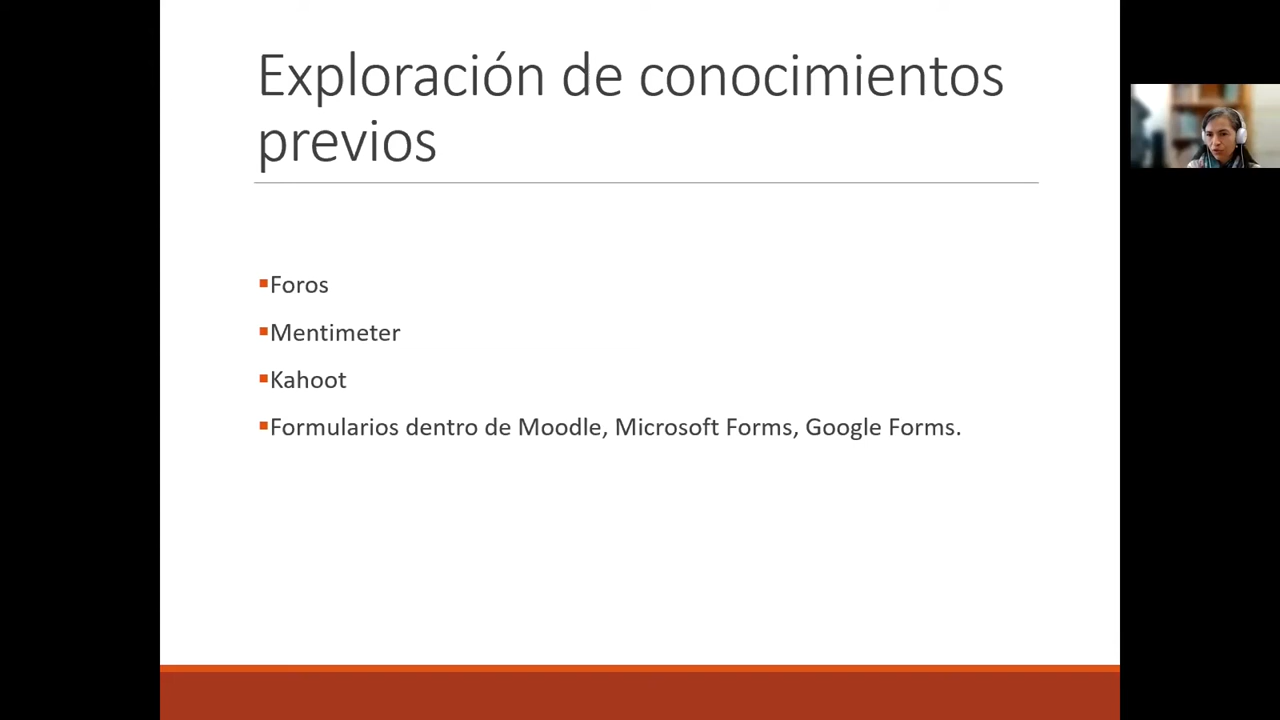 Exploración de conocimientos
previos
▪Foros
▪Mentimeter
▪Kahoot
▪Formularios dentro de Moodle, Microsoft Forms, Google Forms.